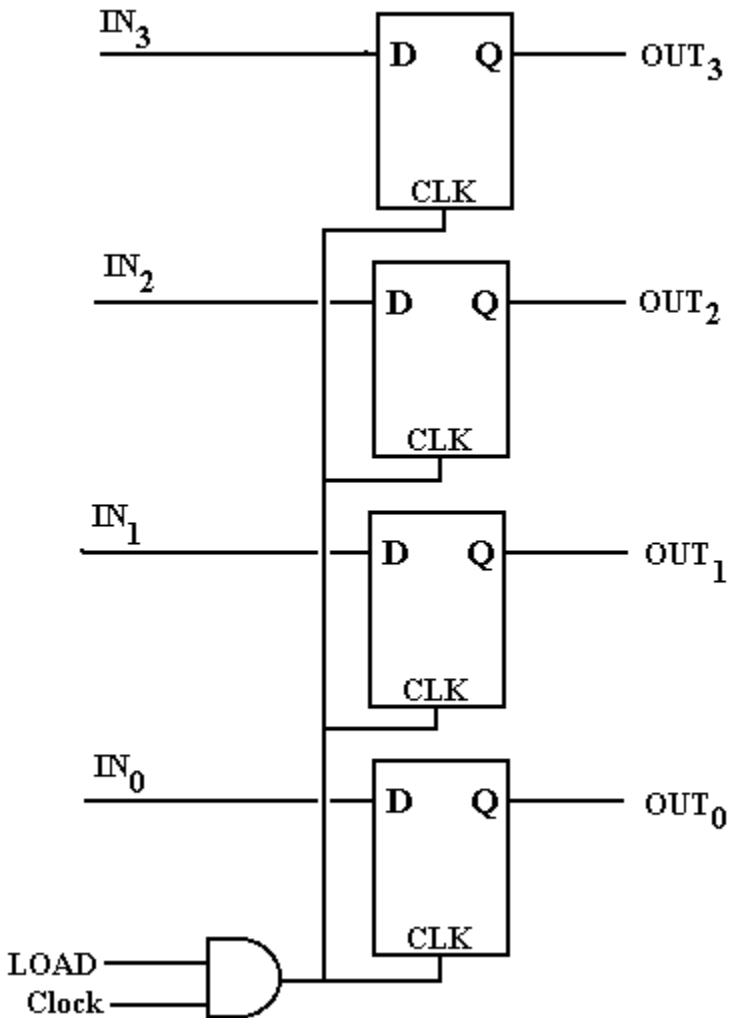 IN3
D Q OUT3
CLK
IN2
D Q OUT2
CLK
IN1
D Q OUT1
CLK
IN0
D Q OUT0
CLK
LOAD
Clock